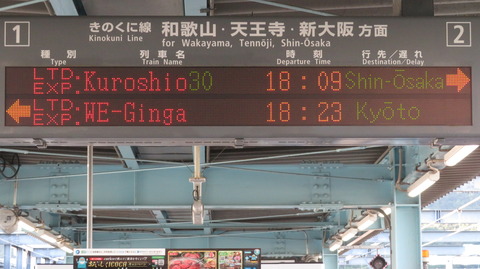 1 きのくに線 和歌山・天王寺・新大阪 方面 2
Kinokuni Line for Wakayama, Tennōji, Shin-Ōsaka
種別 列車名 時刻 行先/遅れ
Type Train Name Departure Time Destination/Delay
LTD. EXP. Kuroshio30 18:09 Shin-Ōsaka
LTD. EXP. WE-Ginga 18:23 Kyōto
ICOCA